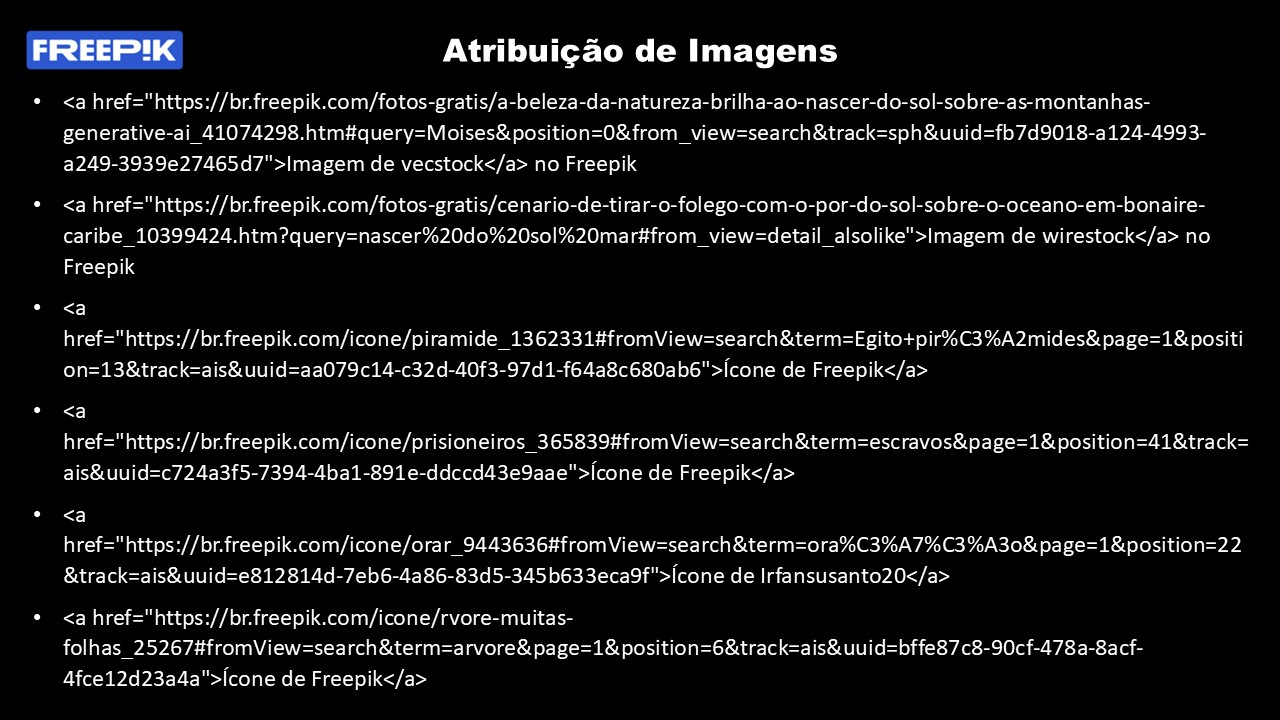 FREEP!K
Atribuição de Imagens
• <a href="https://br.freepik.com/fotos-gratis/a-beleza-da-natureza-brilha-ao-nascer-do-sol-sobre-as-montanhas-
generative-ai_41074298.htm#query=Moises&position=0&from_view=search&track=sph&uuid=fb7d9018-a124-4993-
a249-3939e27465d7">Imagem de vecstock</a> no Freepik
• <a href="https://br.freepik.com/fotos-gratis/cenario-de-tirar-o-folego-com-o-por-do-sol-sobre-o-oceano-em-bonaire-
caribe_10399424.htm?query=nascer%20do%20sol%20mar#from_view=detail_alsolike">Imagem de wirestock</a> no
Freepik
• <a
href="https://br.freepik.com/icone/piramide_1362331#fromView=search&term=Egito+pir%C3%A2mides&page=1&positi
on=13&track=ais&uuid=aa079c14-c32d-40f3-97d1-f64a8c680ab6">Ícone de Freepik</a>
• <a
href="https://br.freepik.com/icone/prisioneiros_365839#fromView=search&term=escravos&page=1&position=41&track=
ais&uuid=c724a3f5-7394-4ba1-891e-ddccd43e9aae">Ícone de Freepik</a>
• <a
href="https://br.freepik.com/icone/orar_9443636#fromView=search&term=ora%C3%A7%C3%A3o&page=1&position=22
&track=ais&uuid=e812814d-7eb6-4a86-83d5-345b633eca9f">Ícone de Irfansusanto20</a>
• <a href="https://br.freepik.com/icone/rvore-muitas-
folhas_25267#fromView=search&term=arvore&page=1&position=6&track=ais&uuid=bffe87c8-90cf-478a-8acf-
4fce12d23a4a">Ícone de Freepik</a>